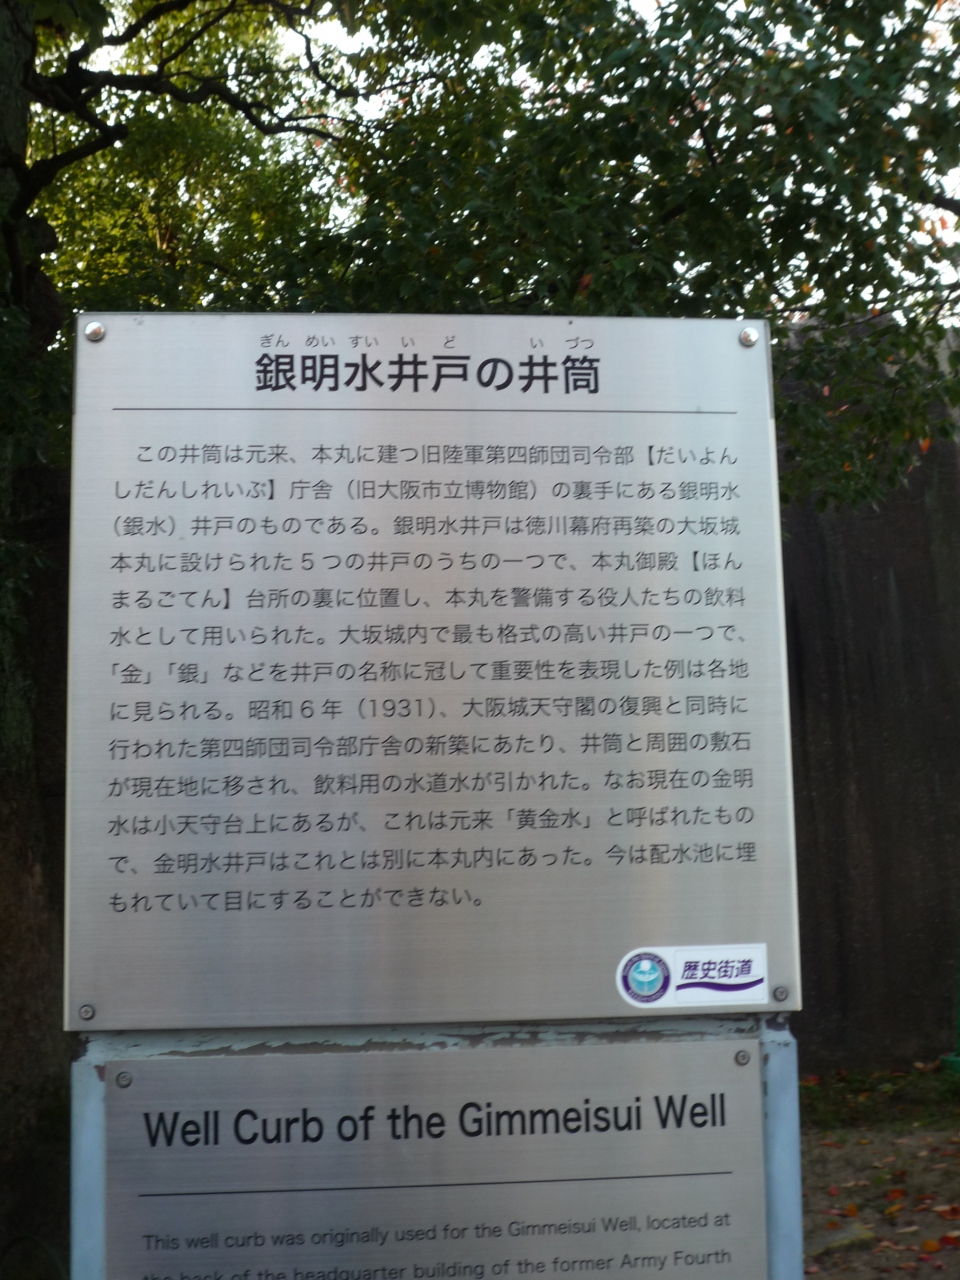 ぎん めい すい い ど い づつ
銀明水井戸の井筒
この井筒は元来、本丸に建つ旧陸軍第四師団司令部【だいよん
しだんしれいぶ】庁舎（旧大阪市立博物館）の裏手にある銀明水
（銀水）井戸のものである。銀明水井戸は徳川幕府再築の大坂城
本丸に設けられた5つの井戸のうちの一つで、本丸御殿【ほん
まるごてん】台所の裏に位置し、本丸を警備する役人たちの飲料
水として用いられた。大坂城内で最も格式の高い井戸の一つで、
「金」「銀」などを井戸の名称に冠して重要性を表現した例は各地
に見られる。昭和6年（1931）、大阪城天守閣の復興と同時に
行われた第四師団司令部庁舎の新築にあたり、井筒と周囲の敷石
が現在地に移され、飲料用の水道水が引かれた。なお現在の金明
水は小天守台上にあるが、これは元来「黄金水」と呼ばれたもの
で、金明水井戸はこれとは別に本丸内にあった。今は配水池に埋
もれていて目にすることができない。
歴史街道
Well Curb of the Gimmeisui Well
This well curb was originally used for the Gimmeisui Well, located at
the back of the headquarter building of the former Army Fourth